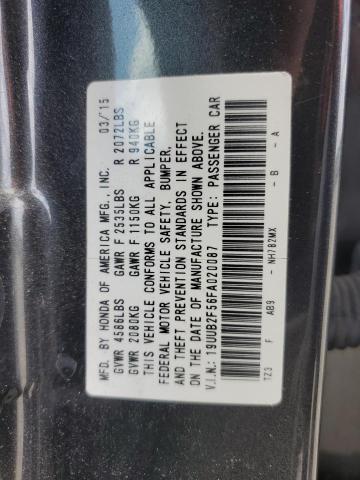 MFD. BY HONDA OF AMERICA MFG., INC. 03/'15
GVWR 4586LBS GAWR F 2535LBS R 2072LBS
GVWR 2080KG GAWR F 1150KG R 940KG
THIS VEHICLE CONFORMS TO ALL APPLICABLE
FEDERAL MOTOR VEHICLE SAFETY, BUMPER,
AND THEFT PREVENTION STANDARDS IN EFFECT
ON THE DATE OF MANUFACTURE SHOWN ABOVE.
V.I.N.: 19UUB2F56FA020087 TYPE: PASSENGER CAR
TZ3 F AB9 - NH782MX - B - A